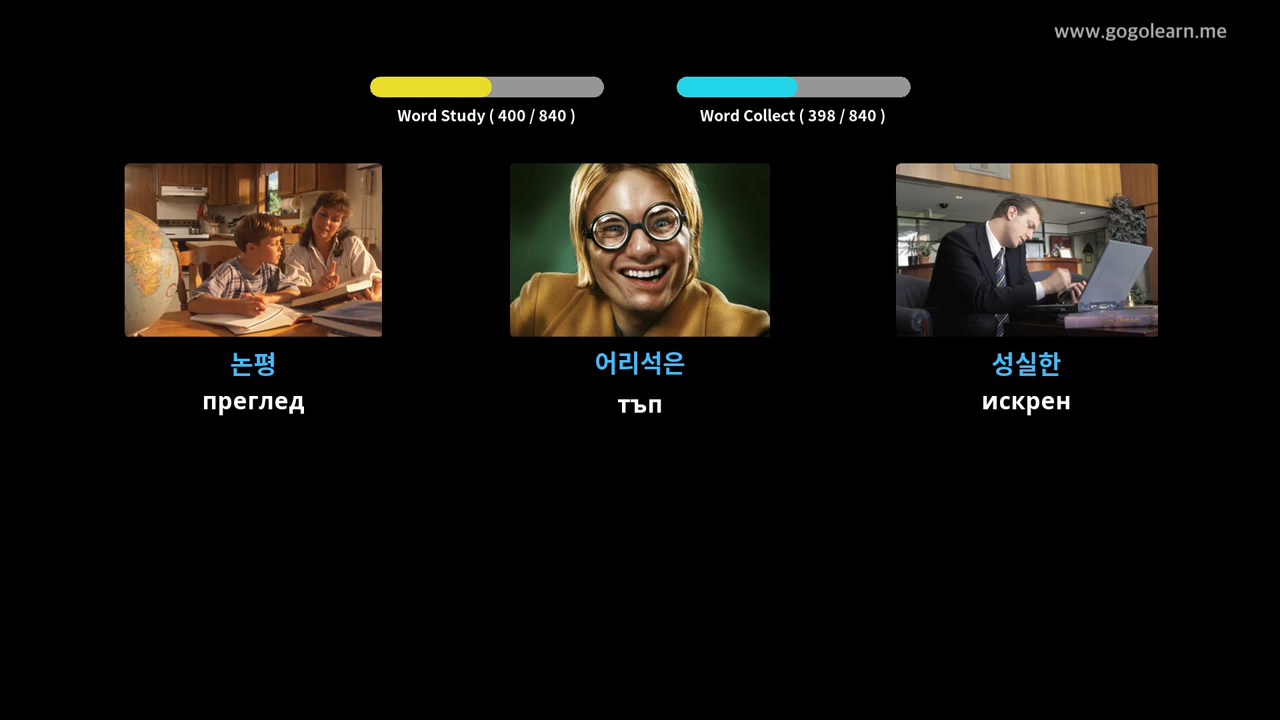 www.gogolearn.me
Word Study ( 400 / 840 )
Word Collect ( 398 / 840 )
논평
어리석은
성실한
преглед
тъп
искрен